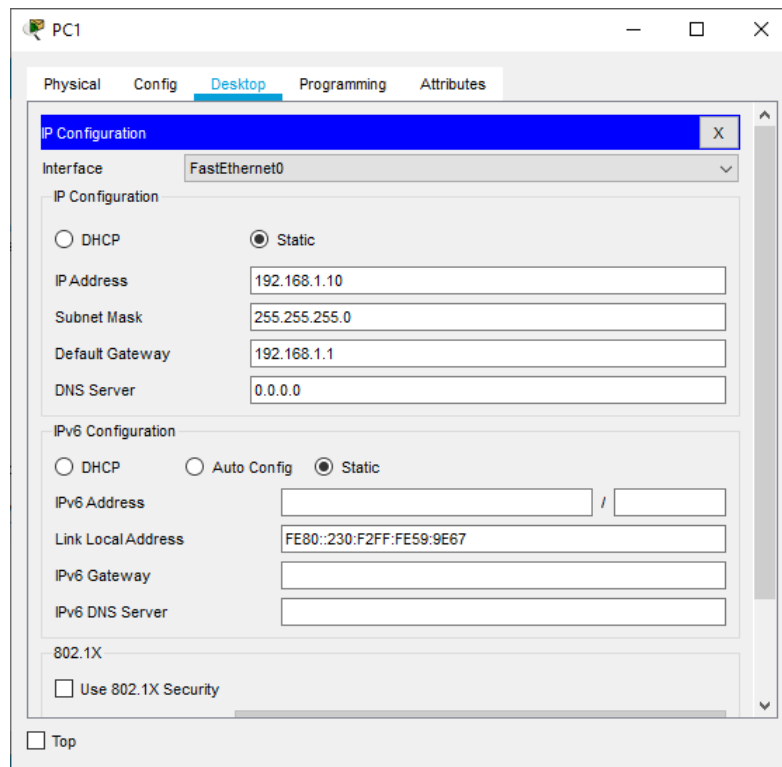 PC1
Physical Config Desktop Programming Attributes
IP Configuration X
Interface FastEthernet0
IP Configuration
DHCP Static
IP Address 192.168.1.10
Subnet Mask 255.255.255.0
Default Gateway 192.168.1.1
DNS Server 0.0.0.0
IPv6 Configuration
DHCP Auto Config Static
IPv6 Address /
Link Local Address FE80::230:F2FF:FE59:9E67
IPv6 Gateway
IPv6 DNS Server
802.1X
Use 802.1X Security
Top